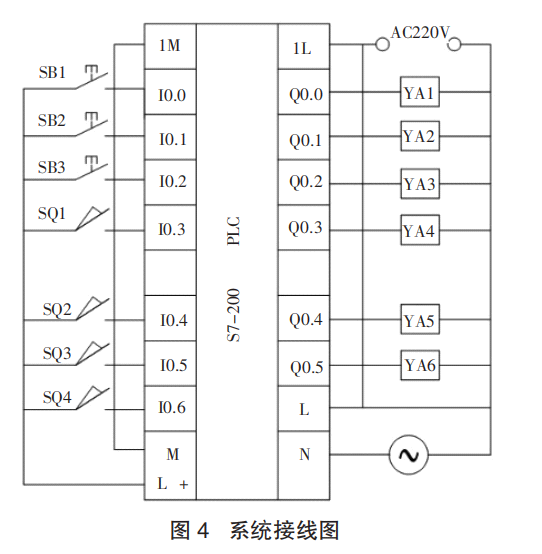 1M 1L AC220V
SB1 I0.0 Q0.0 YA1
SB2 I0.1 Q0.1 YA2
SB3 I0.2 Q0.2 YA3
SQ1 I0.3 Q0.3 YA4
S7-200 PLC
SQ2 I0.4 Q0.4 YA5
SQ3 I0.5 Q0.5 YA6
SQ4 I0.6 L
M N
L +
图 4 系统接线图